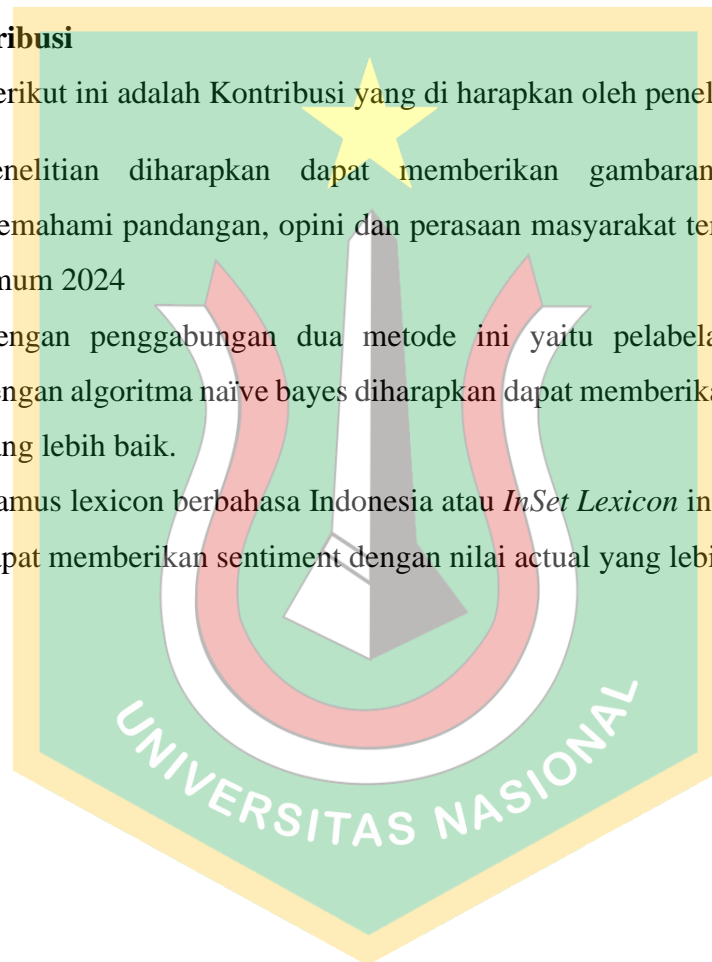 ribusi
erikut ini adalah Kontribusi yang di harapkan oleh penel
enelitian diharapkan dapat memberikan gambaran
emahami pandangan, opini dan perasaan masyarakat ter
mum 2024
engan penggabungan dua metode ini yaitu pelabela
engan algoritma naïve bayes diharapkan dapat memberika
ang lebih baik.
amus lexicon berbahasa Indonesia atau InSet Lexicon in
apat memberikan sentiment dengan nilai actual yang lebi
UNIVERSITAS NASIONAL